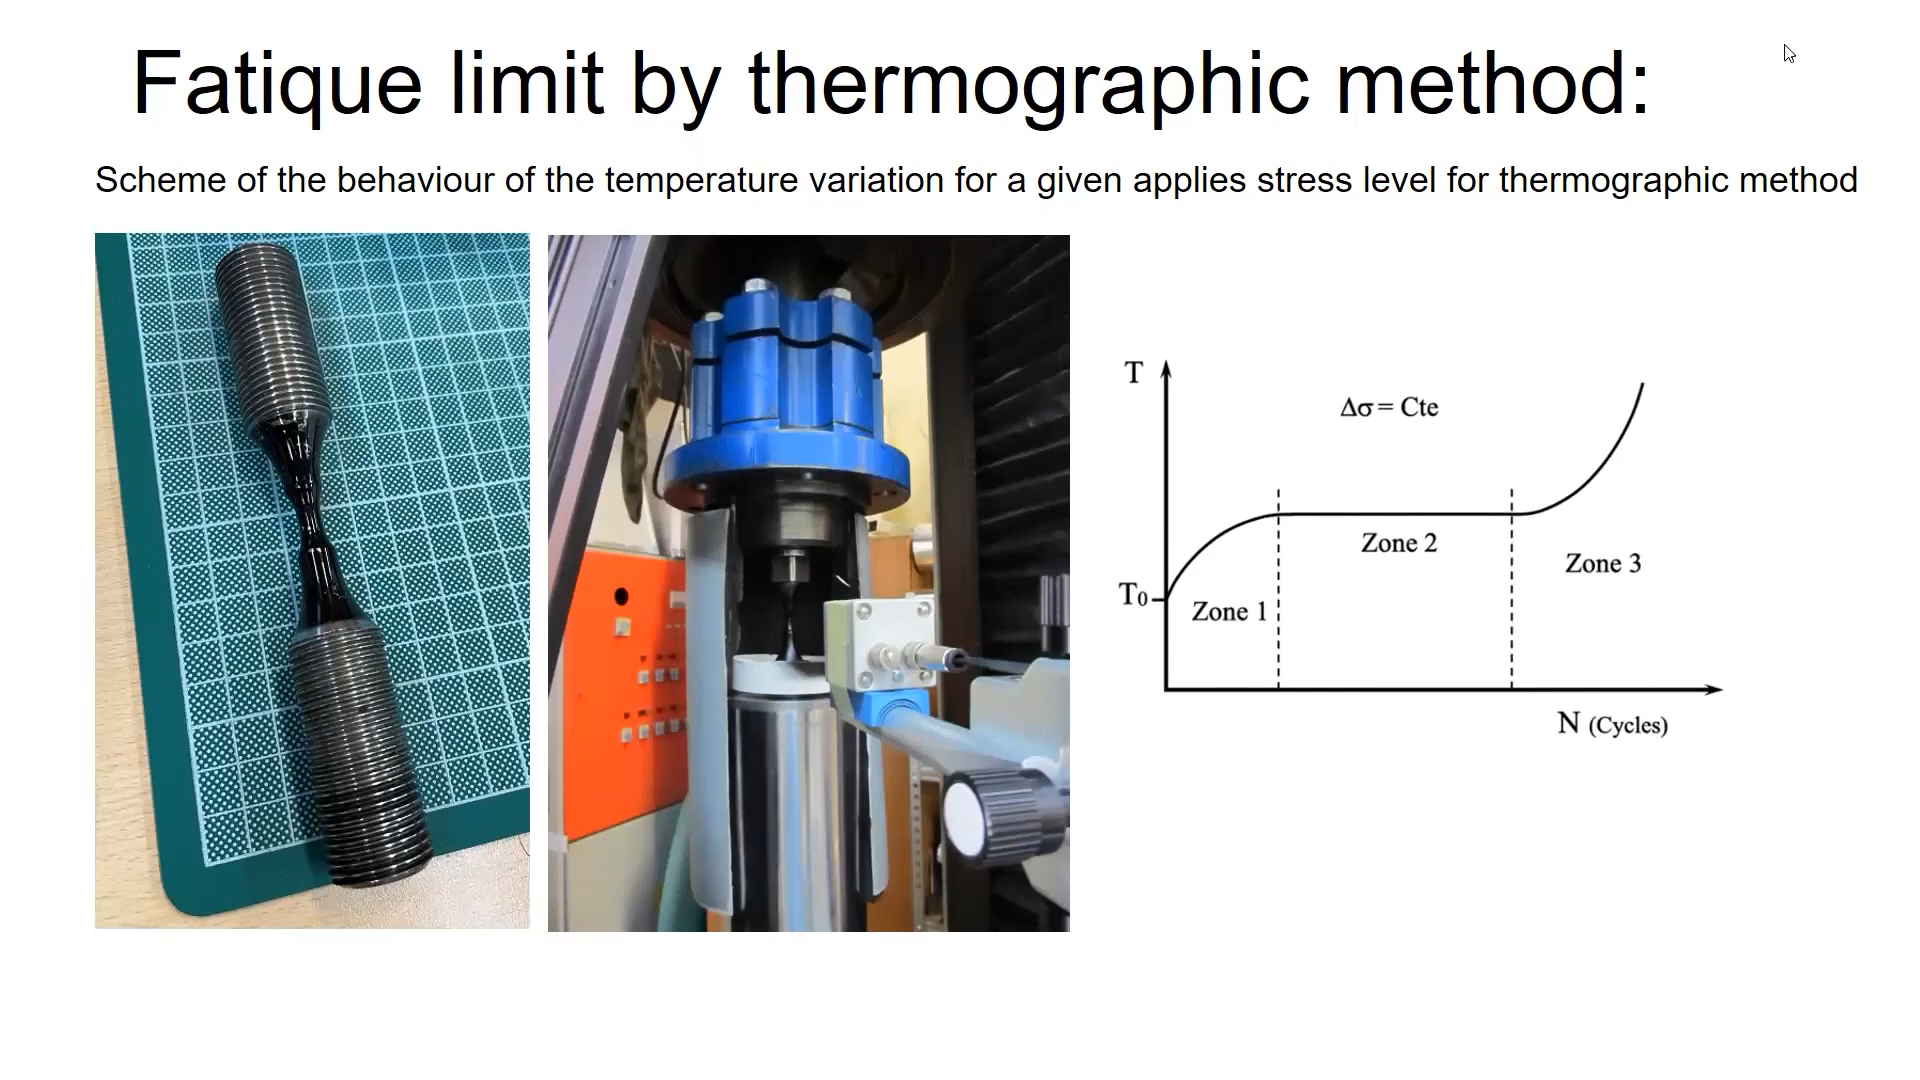 Fatique limit by thermographic method:
Scheme of the behaviour of the temperature variation for a given applies stress level for thermographic method
T
Δσ = Cte
Zone 2
Zone 3
T0
Zone 1
N (Cycles)